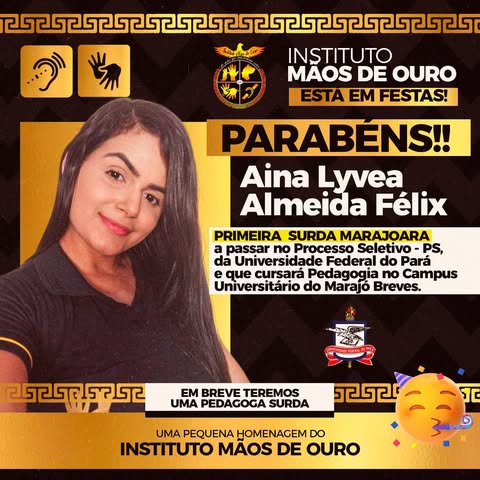 INSTITUTO
MÃOS DE OURO
ESTÁ EM FESTAS!
PARABÉNS!!
Aina Lyvea
Almeida Félix
PRIMEIRA SURDA MARAJOARA
a passar no Processo Seletivo - PS,
da Universidade Federal do Pará
e que cursará Pedagogia no Campus
Universitário do Marajó Breves.
EM BREVE TEREMOS
UMA PEDAGOGA SURDA
UMA PEQUENA HOMENAGEM DO
INSTITUTO MÃOS DE OURO